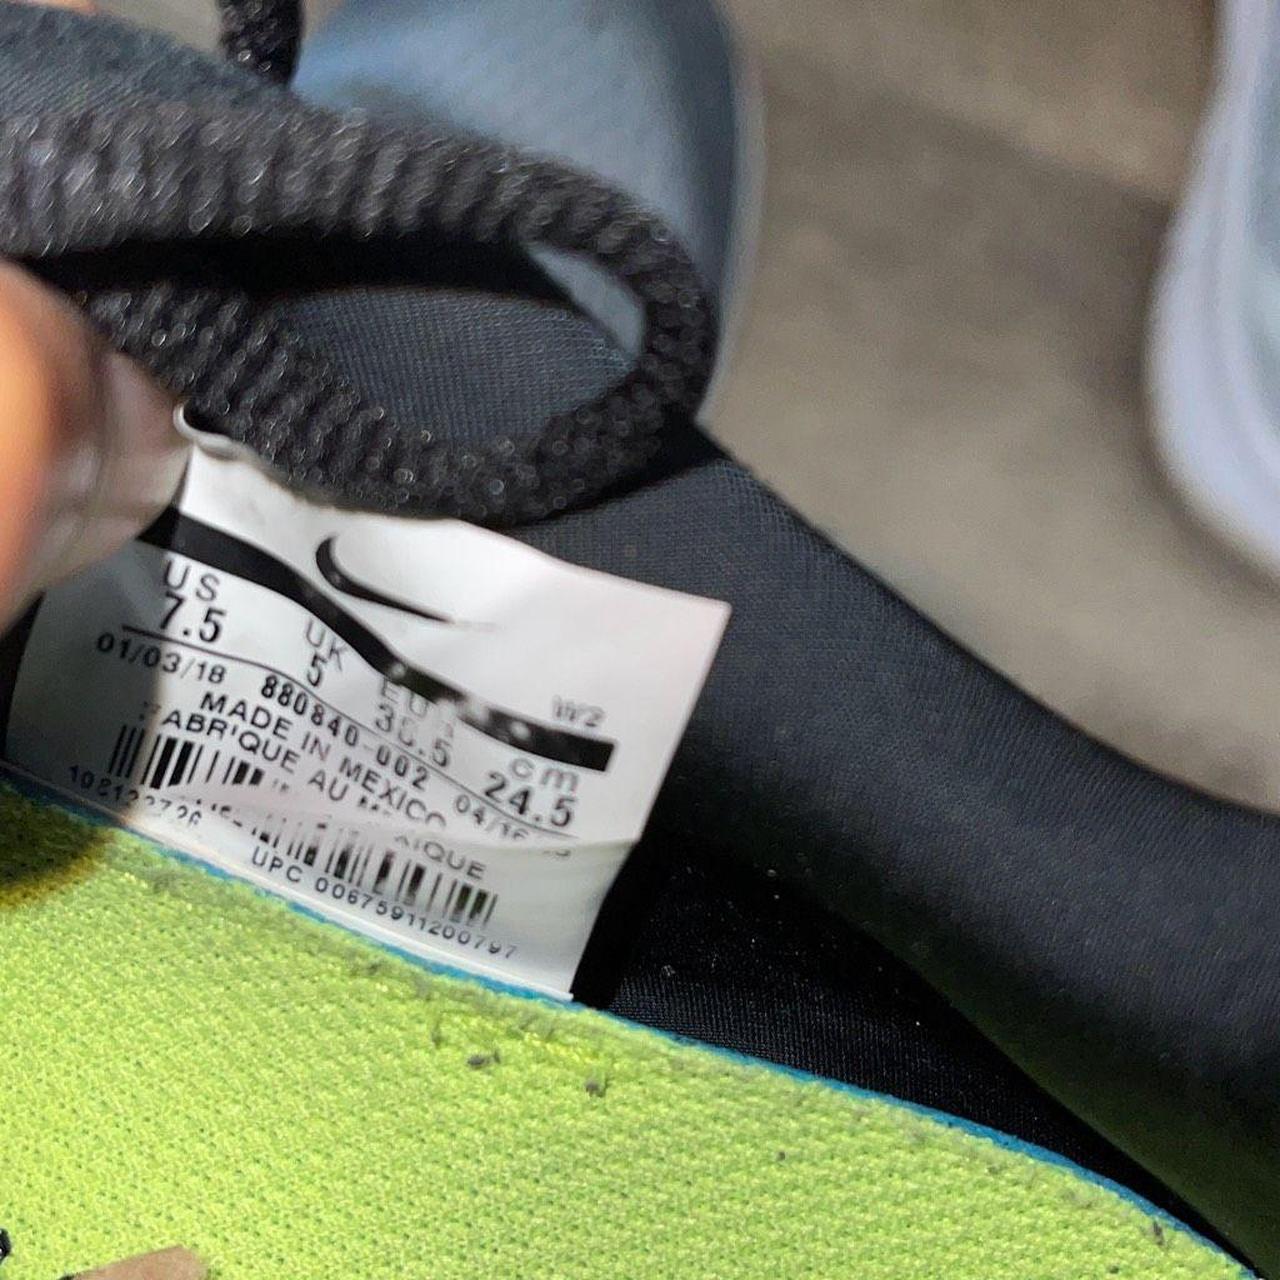 US UK cm W2
7.5 5 24.5
01/03/18
880840-002
MADE IN MEXICO
AU
UPC 00675911200797